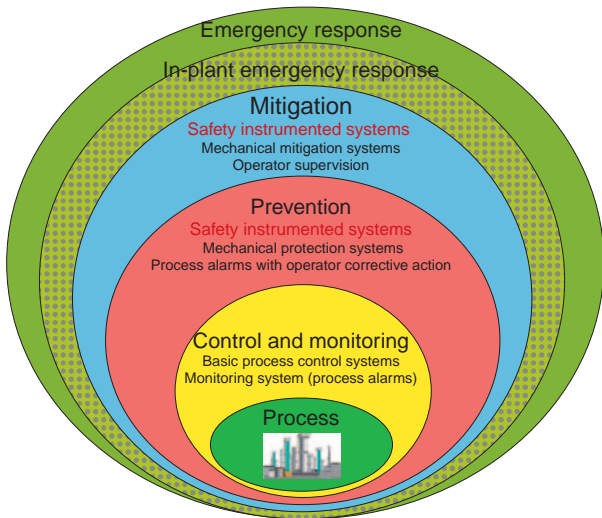 Emergency response
In-plant emergency response
Mitigation
Safety instrumented systems
Mechanical mitigation systems
Operator supervision
Prevention
Safety instrumented systems
Mechanical protection systems
Process alarms with operator corrective action
Control and monitoring
Basic process control systems
Monitoring system (process alarms)
Process